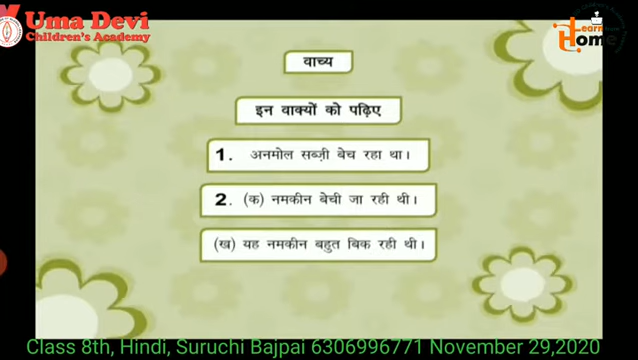 Uma Devi
Children's Academy
Learn
Home
वाच्य
इन वाक्यों को पढ़िए
1. अनमोल सब्ज़ी बेच रहा था।
2. (क) नमकीन बेची जा रही थी।
(ख) यह नमकीन बहुत बिक रही थी।
Class 8th, Hindi, Suruchi Bajpai 6306996771 November 29,2020